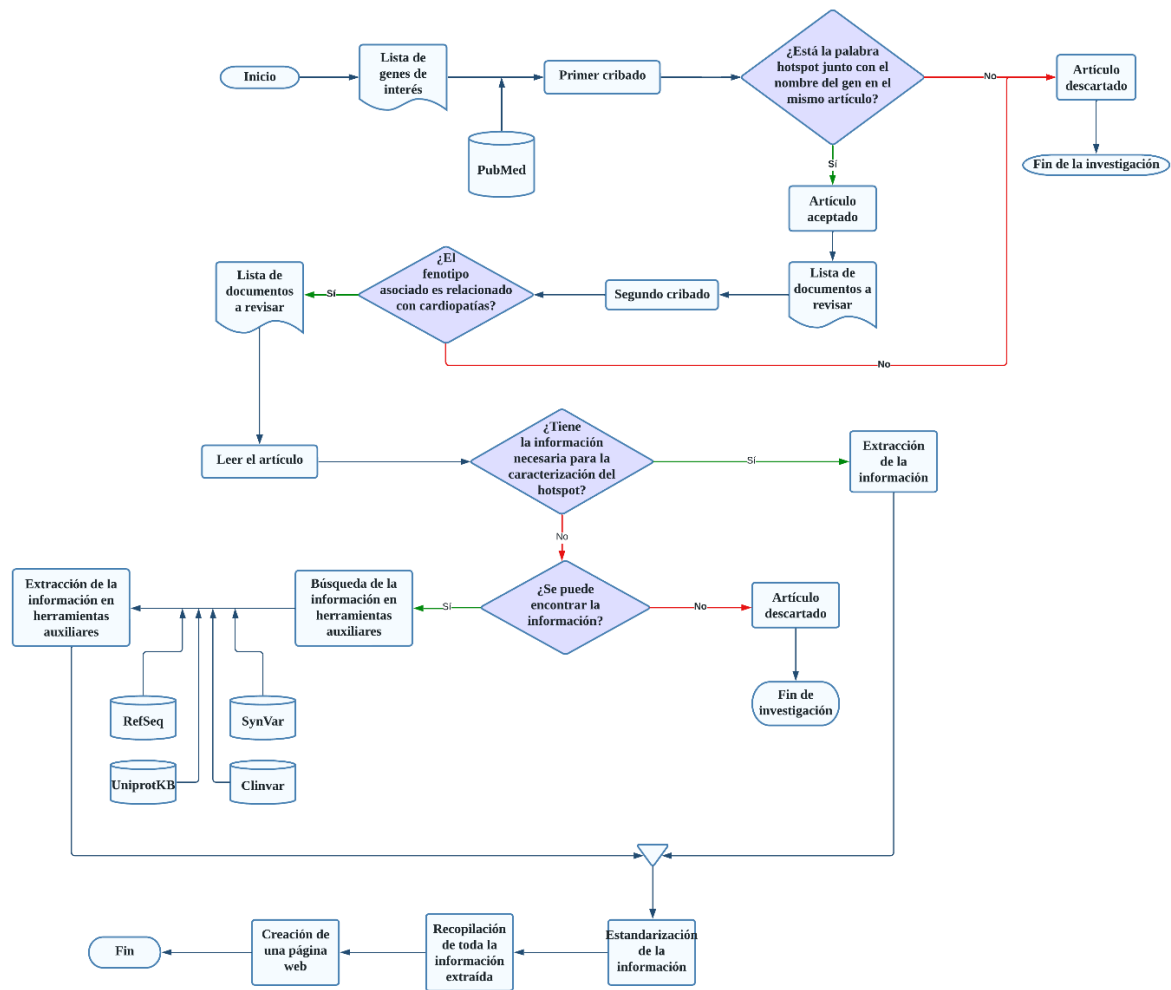 Inicio
Lista de
genes de
interés
PubMed
Primer cribado
¿Está la palabra
hotspot junto con el
nombre del gen en el
mismo artículo?
No
Artículo
descartado
Fin de la investigación
Sí
Artículo
aceptado
Lista de
documentos a
revisar
Segundo cribado
¿El
fenotipo
asociado es relacionado
con cardiopatías?
Sí
Lista de
documentos
a revisar
No
Leer el artículo
¿Tiene
la información
necesaria para la
caracterización del
hotspot?
Sí
Extracción
de la
información
No
¿Se puede
encontrar la
información?
No
Artículo
descartado
Fin de
investigación
Sí
Búsqueda de la
información en
herramientas
auxiliares
Extracción de la
información en
herramientas
auxiliares
RefSeq
SynVar
UniprotKB
Clinvar
Estandarización
de la
información
Recopilación
de toda la
información
extraída
Creación de
una página
web
Fin